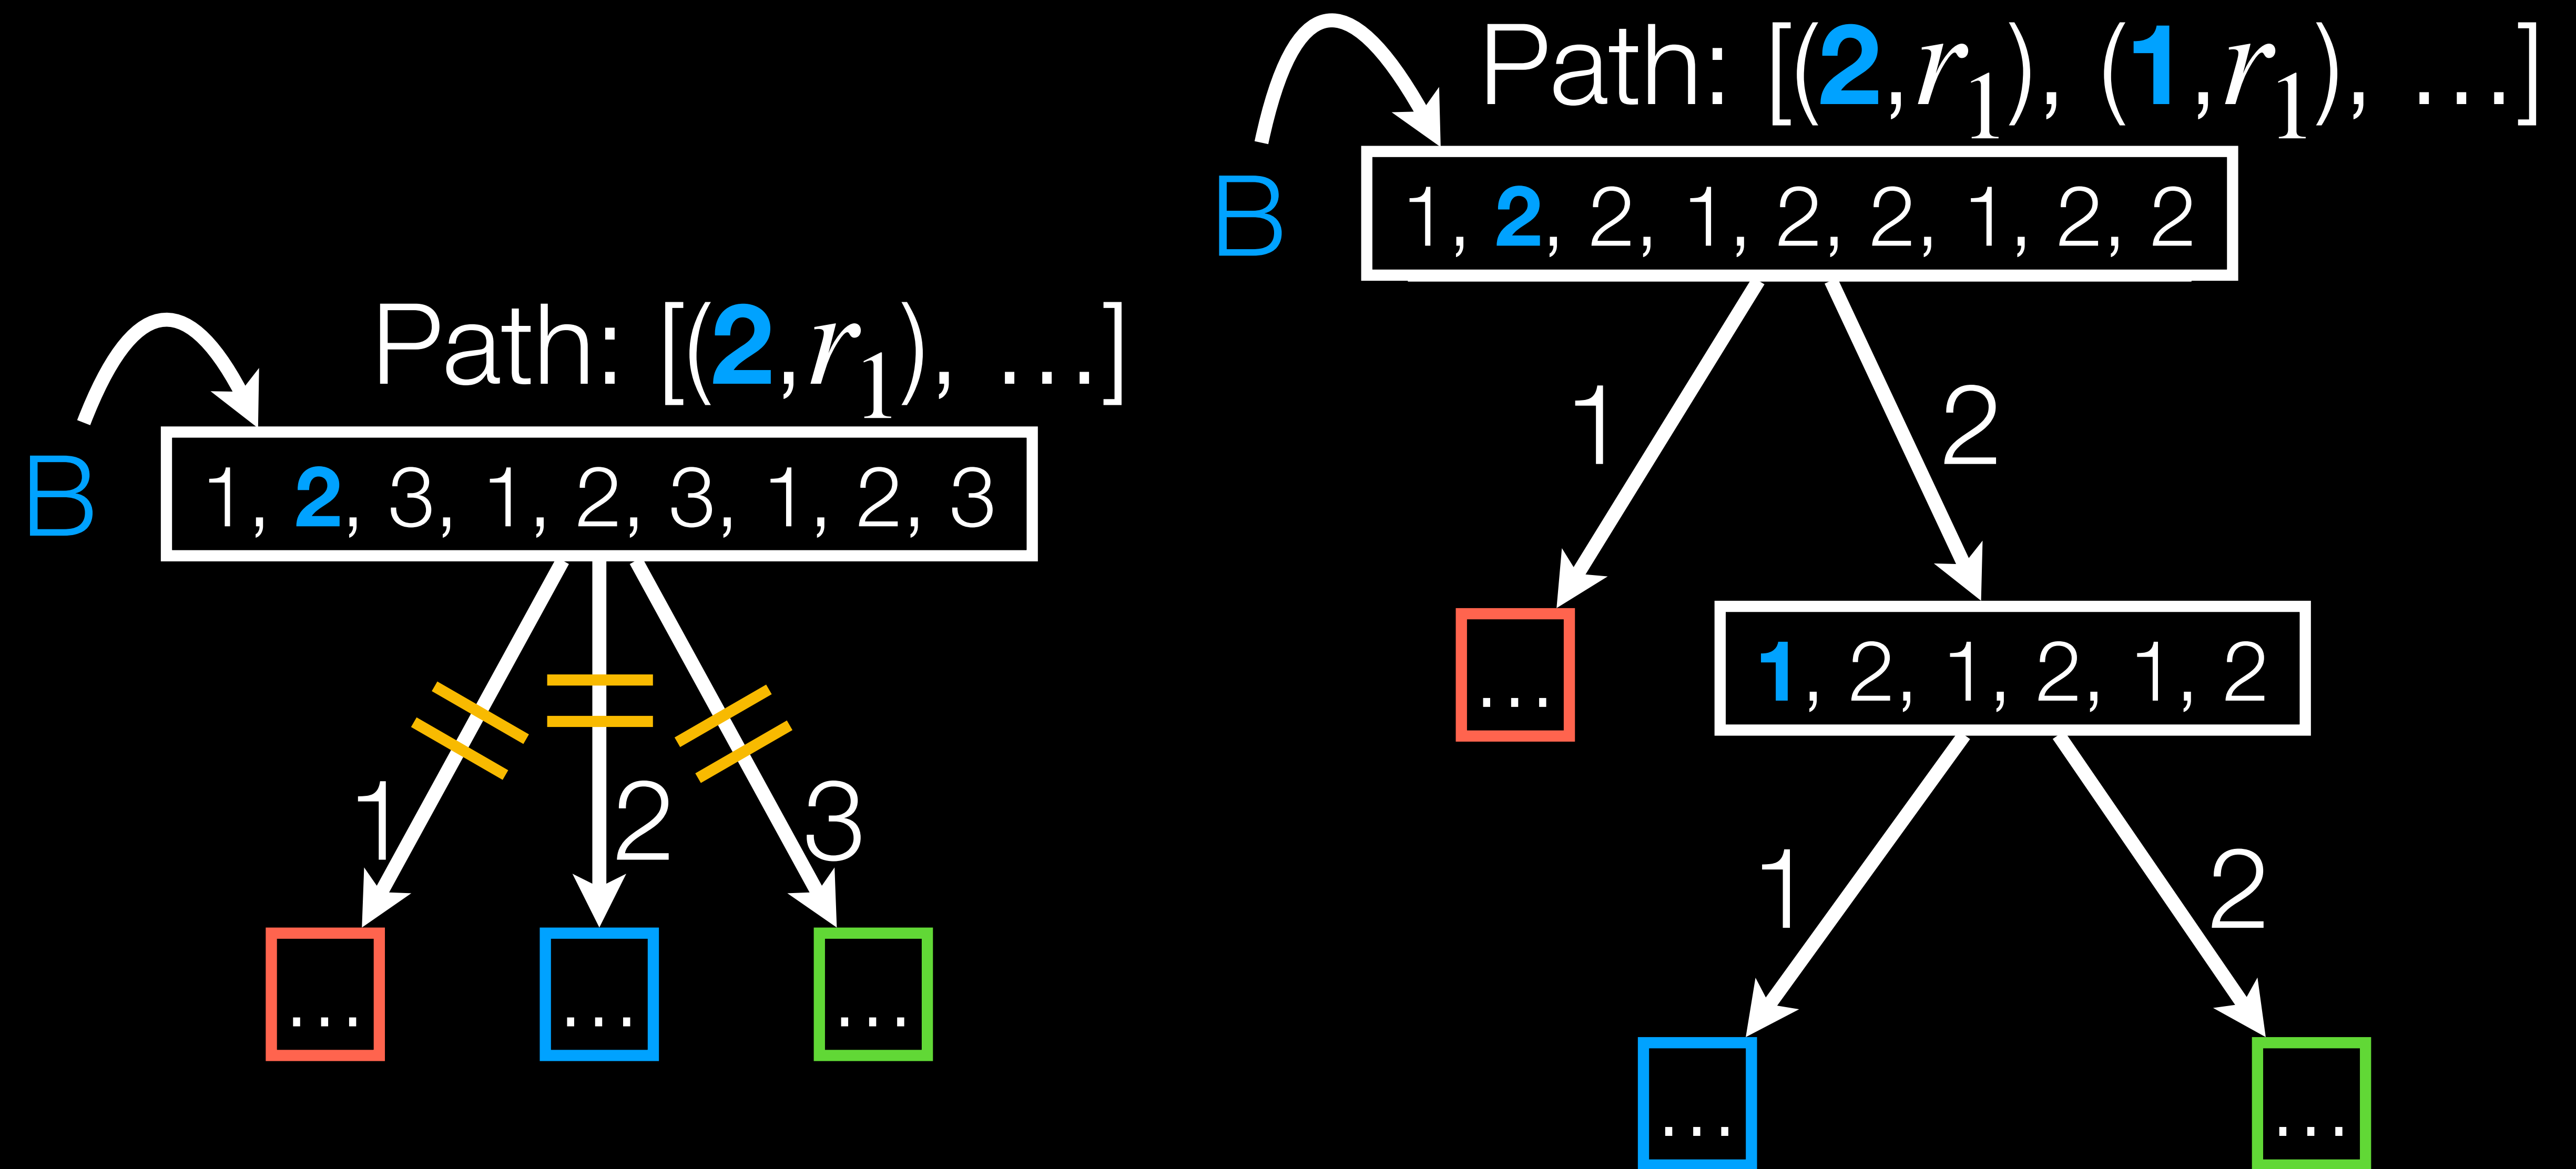 Path: [(2,r₁), …]
B
1, 2, 3, 1, 2, 3, 1, 2, 3
1
2
3
…
…
…
Path: [(2,r₁), (1,r₁), …]
B
1, 2, 2, 1, 2, 2, 1, 2, 2
1
2
…
1, 2, 1, 2, 1, 2
1
2
…
…